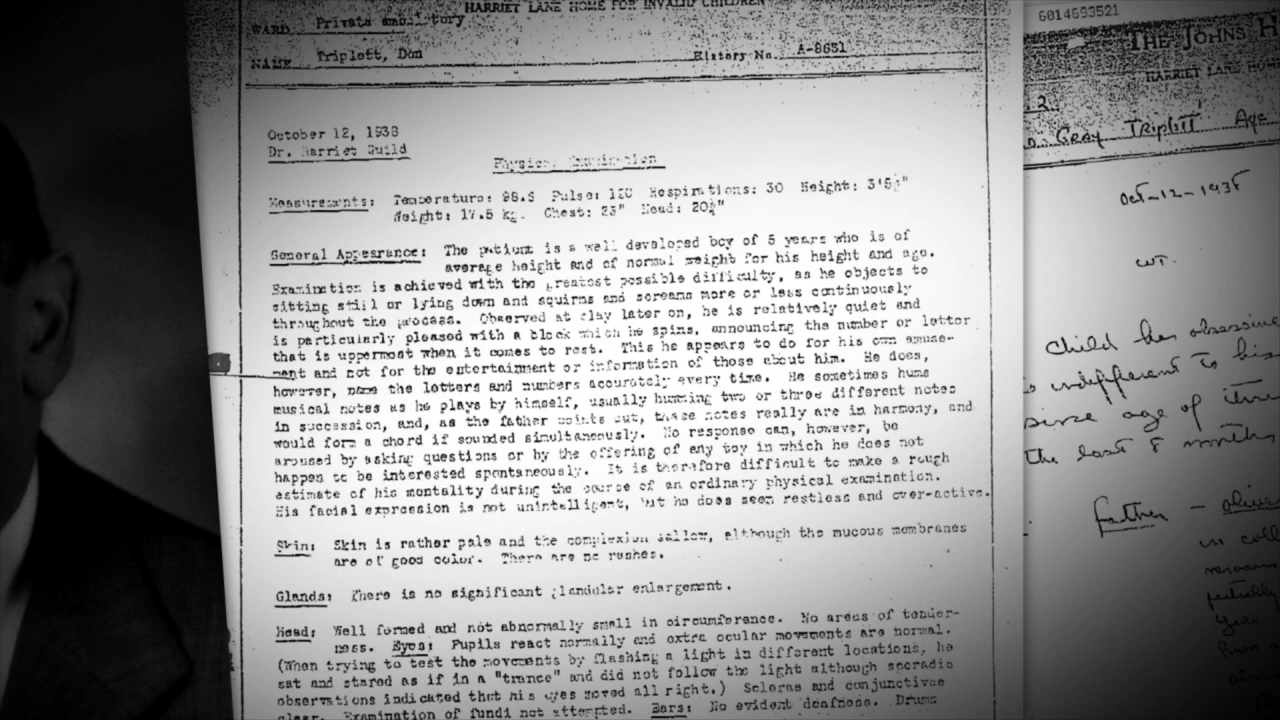 HARRIET LANE HOME FOR INVALID CHILDREN
WARD Private ambulatory
NAME Triplett, Don History No. A-8651
October 12, 1938
Dr. Harriet Guild
Physical Examination
Measurements: Temperature: 98.6 Pulse: 120 Respirations: 30 Height: 3'5½"
Weight: 17.5 kg. Chest: 23" Head: 20½"
General Appearance: The patient is a well developed boy of 5 years who is of
average height and of normal weight for his height and age.
Examination is achieved with the greatest possible difficulty, as he objects to
sitting still or lying down and squirms and screams more or less continuously
throughout the process. Observed at play later on, he is relatively quiet and
is particularly pleased with a block which he spins, announcing the number or letter
that is uppermost when it comes to rest. This he appears to do for his own amuse-
ment and not for the entertainment or information of those about him. He does,
however, name the letters and numbers accurately every time. He sometimes hums
musical notes as he plays by himself, usually humming two or three different notes
in succession, and, as the father points out, these notes really are in harmony, and
would form a chord if sounded simultaneously. No response can, however, be
aroused by asking questions or by the offering of any toy in which he does not
happen to be interested spontaneously. It is therefore difficult to make a rough
estimate of his mentality during the course of an ordinary physical examination.
His facial expression is not unintelligent, but he does seem restless and over-active.
Skin: Skin is rather pale and the complexion sallow, although the mucous membranes
are of good color. There are no rashes.
Glands: There is no significant glandular enlargement.
Head: Well formed and not abnormally small in circumference. No areas of tender-
ness. Eyes: Pupils react normally and extra ocular movements are normal.
(When trying to test the movements by flashing a light in different locations, he
sat and stared as if in a "trance" and did not follow the light although sporadic
observations indicated that his eyes moved all right.) Scleras and conjunctivae
clear. Examination of fundi not attempted. Ears: No evident deafness. Drums
6014693521
THE JOHNS H
HARRIET LANE HOME
2
Gray Triplett Age
Oct-12-1938
WT.
Child has obsessive
indifferent to his
since age of three
the last 8 months
father -
in coll